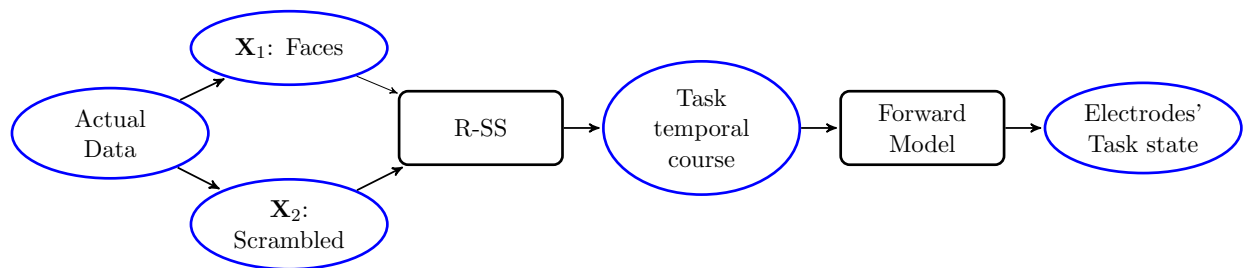 Actual
Data
X₁: Faces
X₂:
Scrambled
R-SS
Task
temporal
course
Forward
Model
Electrodes'
Task state